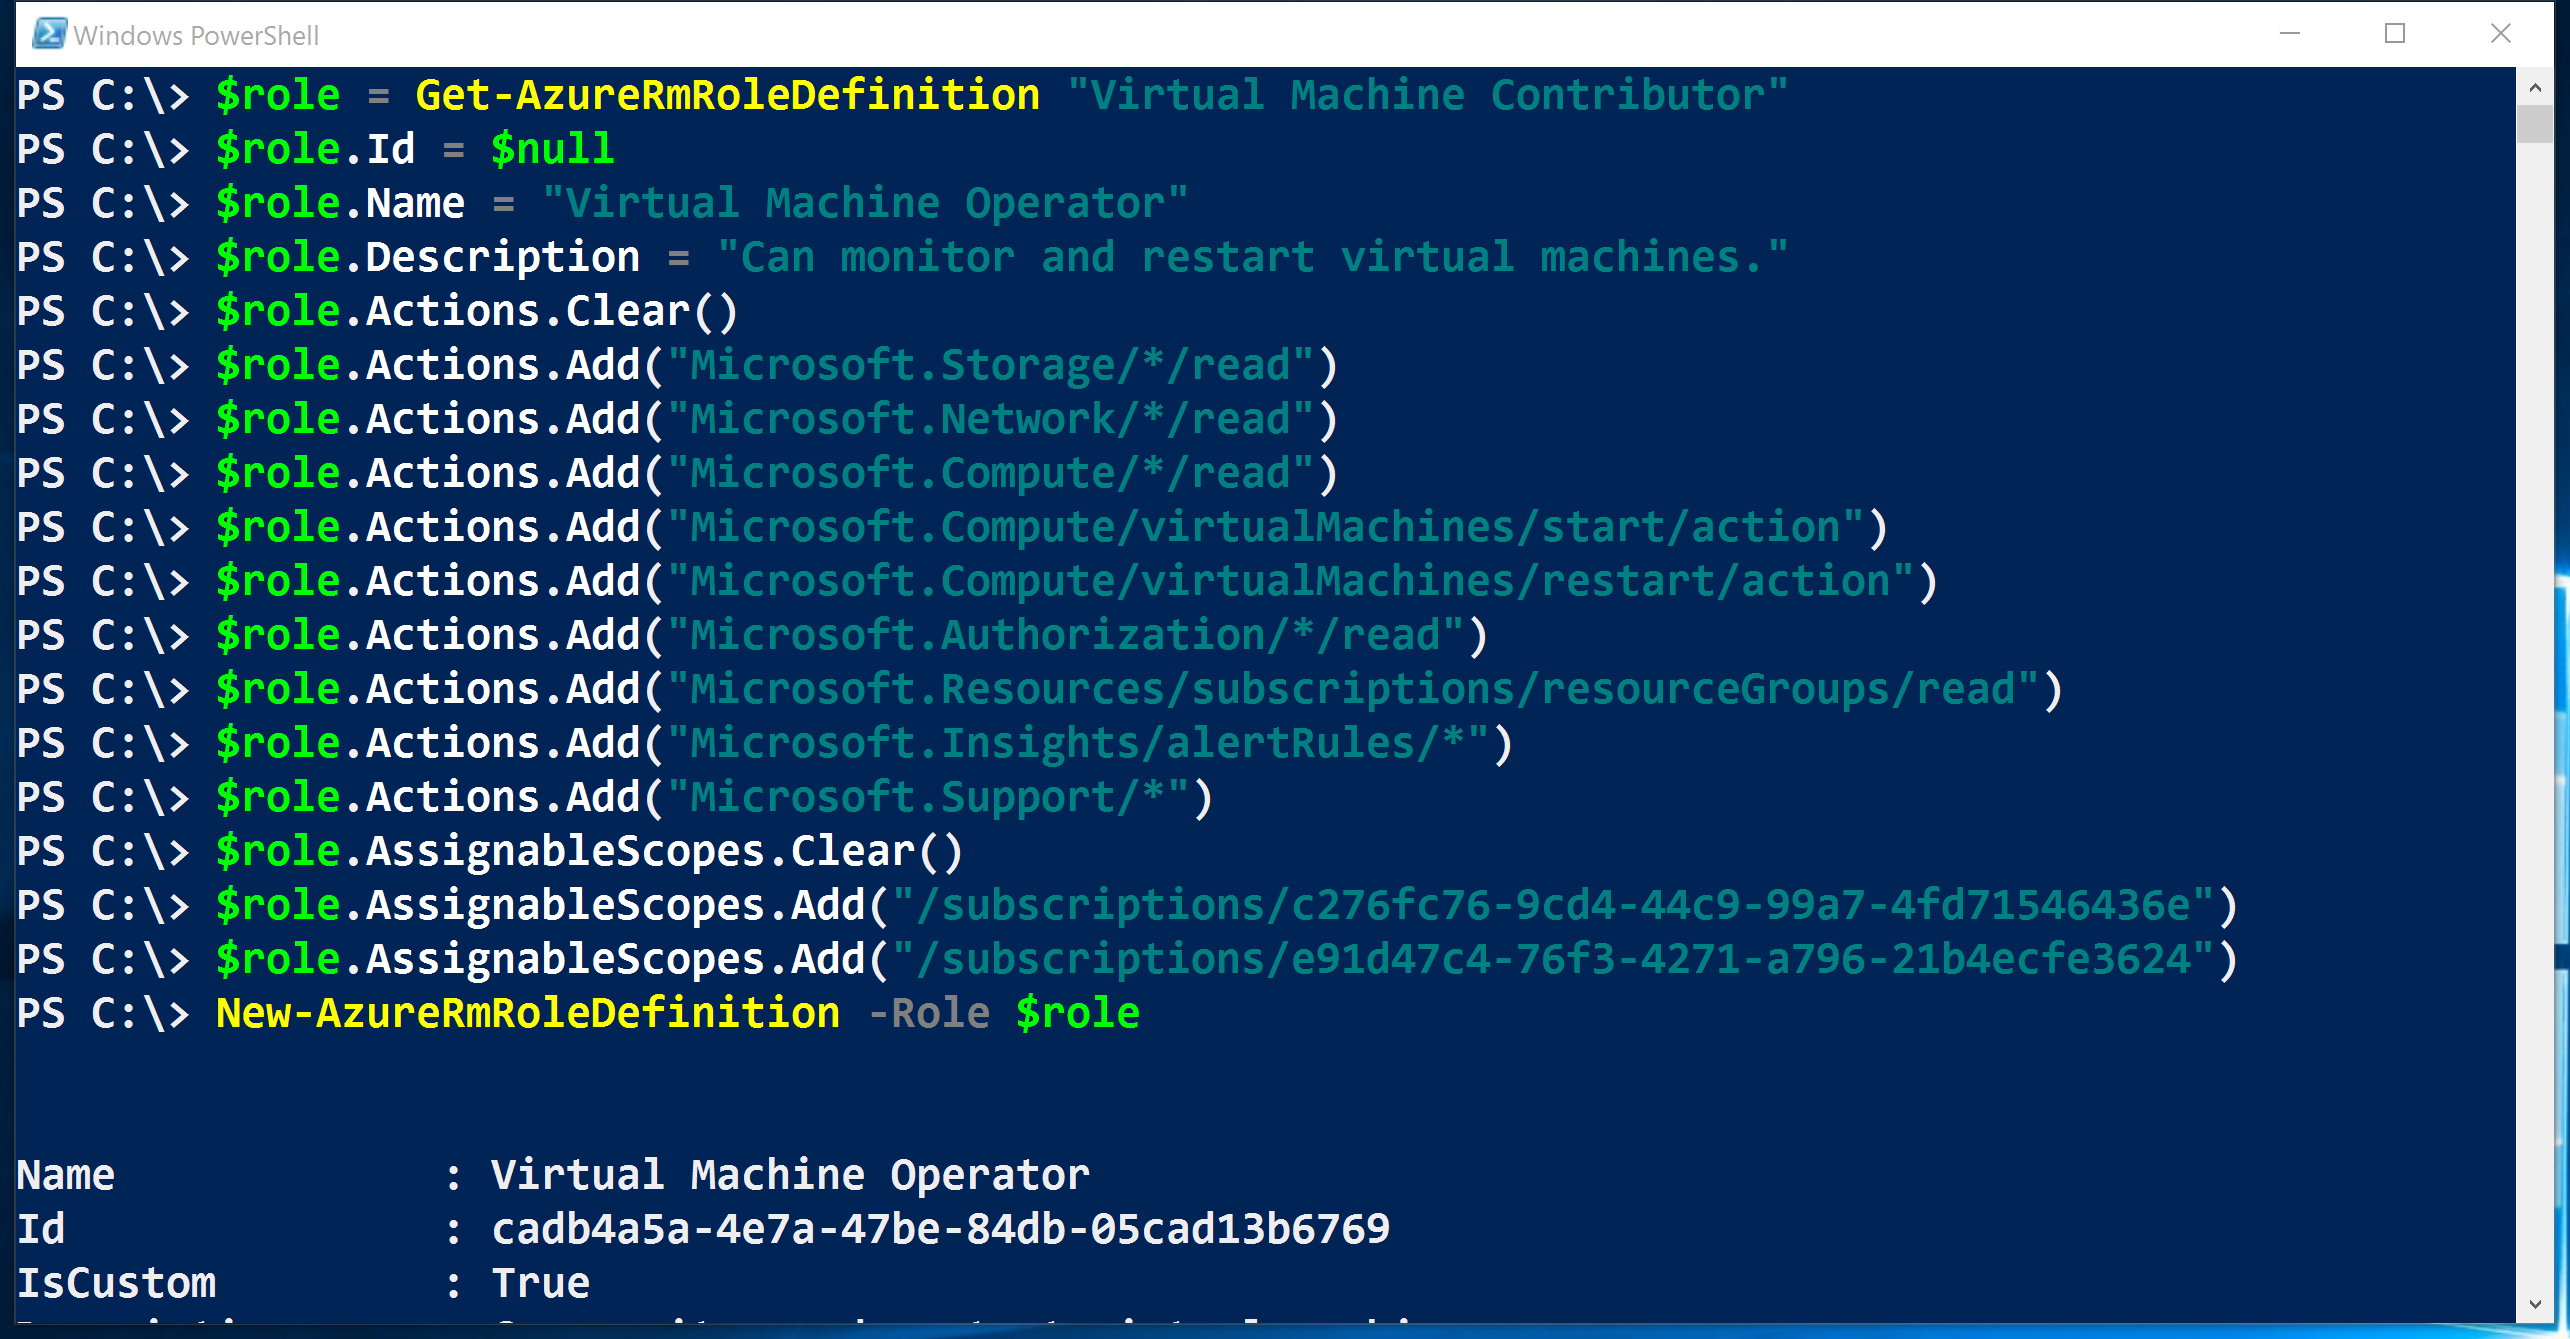 Windows PowerShell
PS C:\> $role = Get-AzureRmRoleDefinition "Virtual Machine Contributor"
PS C:\> $role.Id = $null
PS C:\> $role.Name = "Virtual Machine Operator"
PS C:\> $role.Description = "Can monitor and restart virtual machines."
PS C:\> $role.Actions.Clear()
PS C:\> $role.Actions.Add("Microsoft.Storage/*/read")
PS C:\> $role.Actions.Add("Microsoft.Network/*/read")
PS C:\> $role.Actions.Add("Microsoft.Compute/*/read")
PS C:\> $role.Actions.Add("Microsoft.Compute/virtualMachines/start/action")
PS C:\> $role.Actions.Add("Microsoft.Compute/virtualMachines/restart/action")
PS C:\> $role.Actions.Add("Microsoft.Authorization/*/read")
PS C:\> $role.Actions.Add("Microsoft.Resources/subscriptions/resourceGroups/read")
PS C:\> $role.Actions.Add("Microsoft.Insights/alertRules/*")
PS C:\> $role.Actions.Add("Microsoft.Support/*")
PS C:\> $role.AssignableScopes.Clear()
PS C:\> $role.AssignableScopes.Add("/subscriptions/c276fc76-9cd4-44c9-99a7-4fd71546436e")
PS C:\> $role.AssignableScopes.Add("/subscriptions/e91d47c4-76f3-4271-a796-21b4ecfe3624")
PS C:\> New-AzureRmRoleDefinition -Role $role
Name : Virtual Machine Operator
Id : cadb4a5a-4e7a-47be-84db-05cad13b6769
IsCustom : True